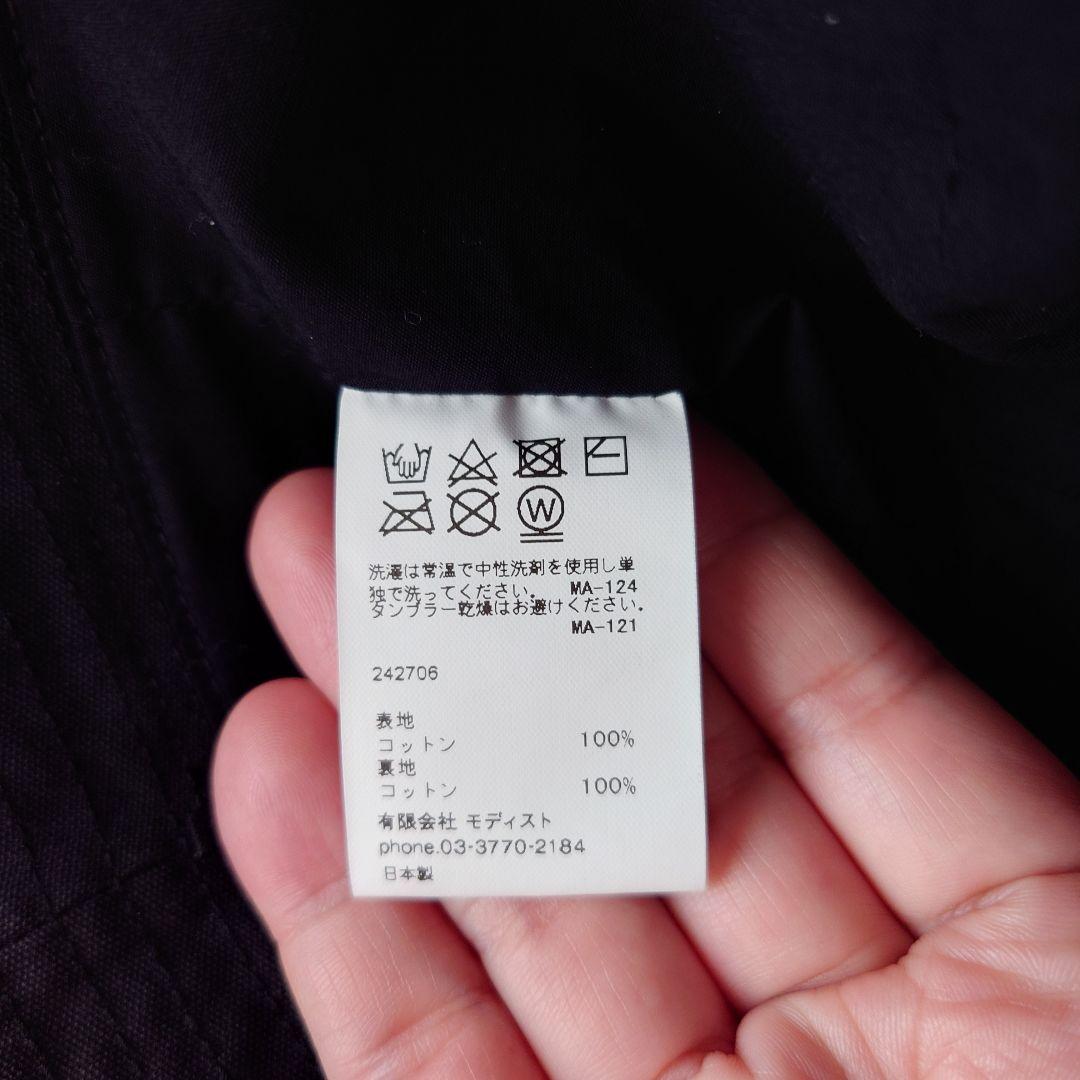 W
洗濯は常温で中性洗剤を使用し単
独で洗ってください。 MA-124
タンブラー乾燥はお避けください。
MA-121
242706
表地
コットン 100%
裏地
コットン 100%
有限会社 モディスト
phone.03-3770-2184
日本製